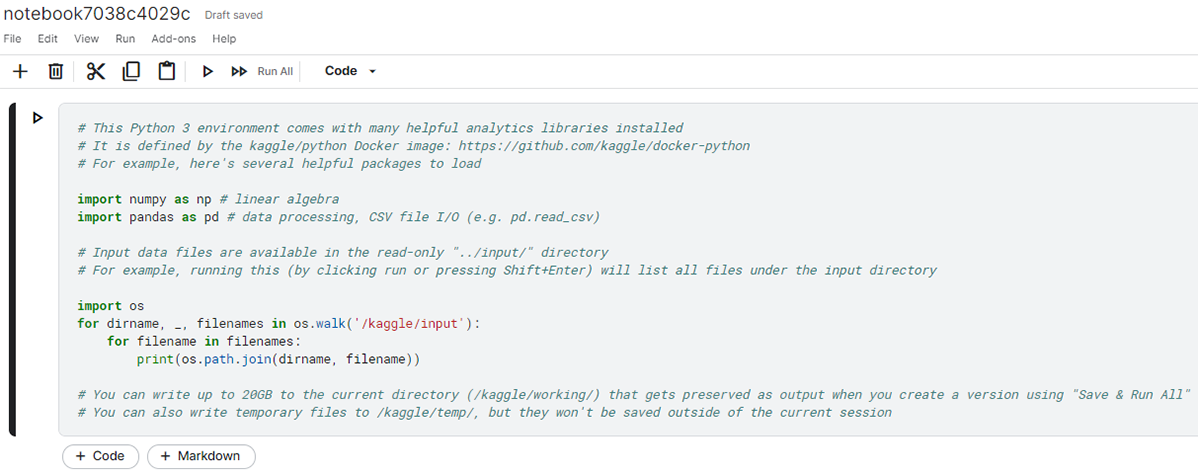 notebook7038c4029c Draft saved
File Edit View Run Add-ons Help
Run All Code
# This Python 3 environment comes with many helpful analytics libraries installed
# It is defined by the kaggle/python Docker image: https://github.com/kaggle/docker-python
# For example, here's several helpful packages to load
import numpy as np # linear algebra
import pandas as pd # data processing, CSV file I/O (e.g. pd.read_csv)
# Input data files are available in the read-only "../input/" directory
# For example, running this (by clicking run or pressing Shift+Enter) will list all files under the input directory
import os
for dirname, _, filenames in os.walk('/kaggle/input'):
    for filename in filenames:
        print(os.path.join(dirname, filename))
# You can write up to 20GB to the current directory (/kaggle/working/) that gets preserved as output when you create a version using "Save & Run All"
# You can also write temporary files to /kaggle/temp/, but they won't be saved outside of the current session
+ Code + Markdown